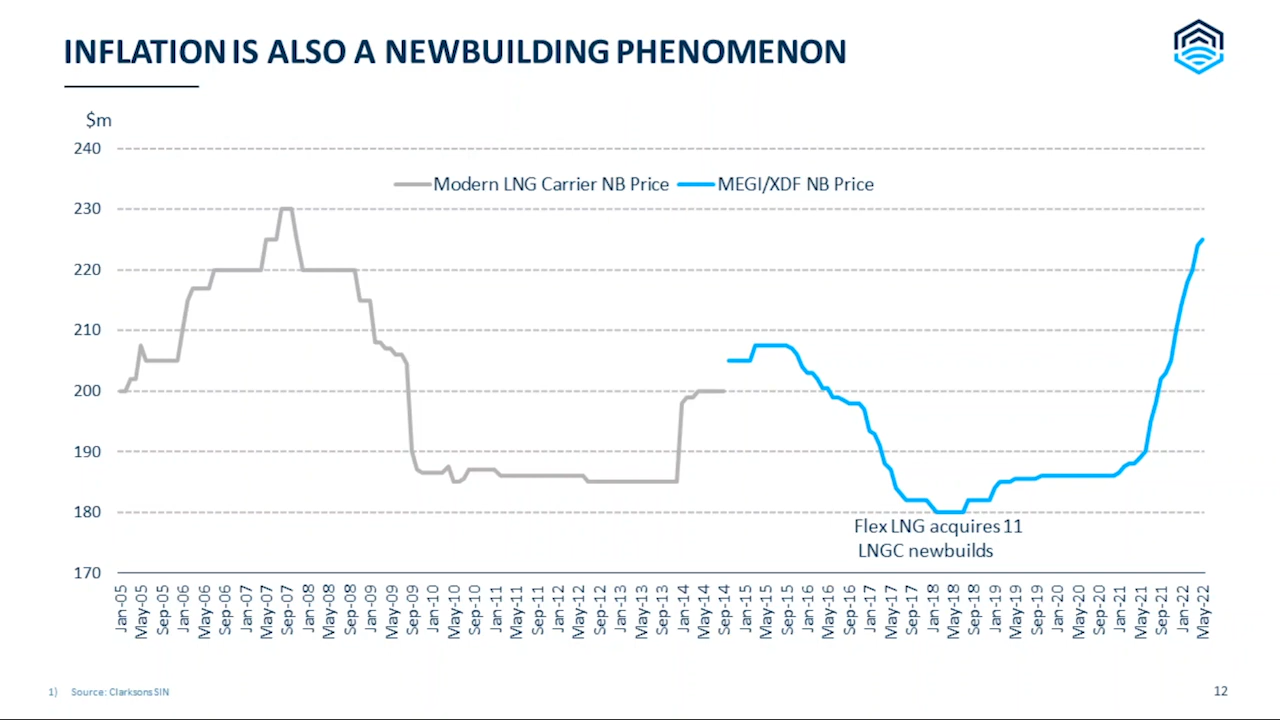 INFLATION IS ALSO A NEWBUILDING PHENOMENON
$m
240
Modern LNG Carrier NB Price MEGI/XDF NB Price
230
220
210
200
190
180
Flex LNG acquires 11
LNGC newbuilds
170
Jan-05 May-05 Sep-05 Jan-06 May-06 Sep-06 Jan-07 May-07 Sep-07 Jan-08 May-08 Sep-08 Jan-09 May-09 Sep-09 Jan-10 May-10 Sep-10 Jan-11 May-11 Sep-11 Jan-12 May-12 Sep-12 Jan-13 May-13 Sep-13 Jan-14 May-14 Sep-14 Jan-15 May-15 Sep-15 Jan-16 May-16 Sep-16 Jan-17 May-17 Sep-17 Jan-18 May-18 Sep-18 Jan-19 May-19 Sep-19 Jan-20 May-20 Sep-20 Jan-21 May-21 Sep-21 Jan-22 May-22
1) Source: Clarksons SIN
12